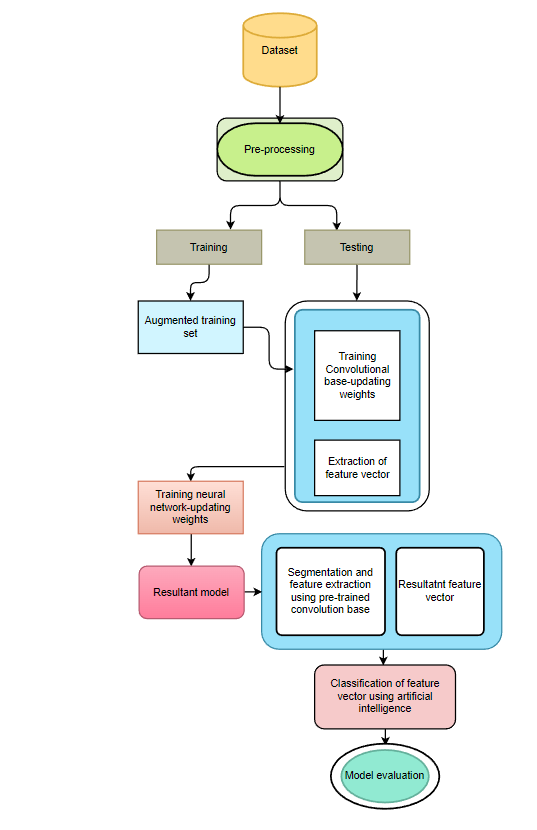 Dataset
Pre-processing
Training
Testing
Augmented training
set
Training
Convolutional
base-updating
weights
Extraction of
feature vector
Training neural
network-updating
weights
Resultant model
Segmentation and
feature extraction
using pre-trained
convolution base
Resultatnt feature
vector
Classification of feature
vector using artificial
intelligence
Model evaluation